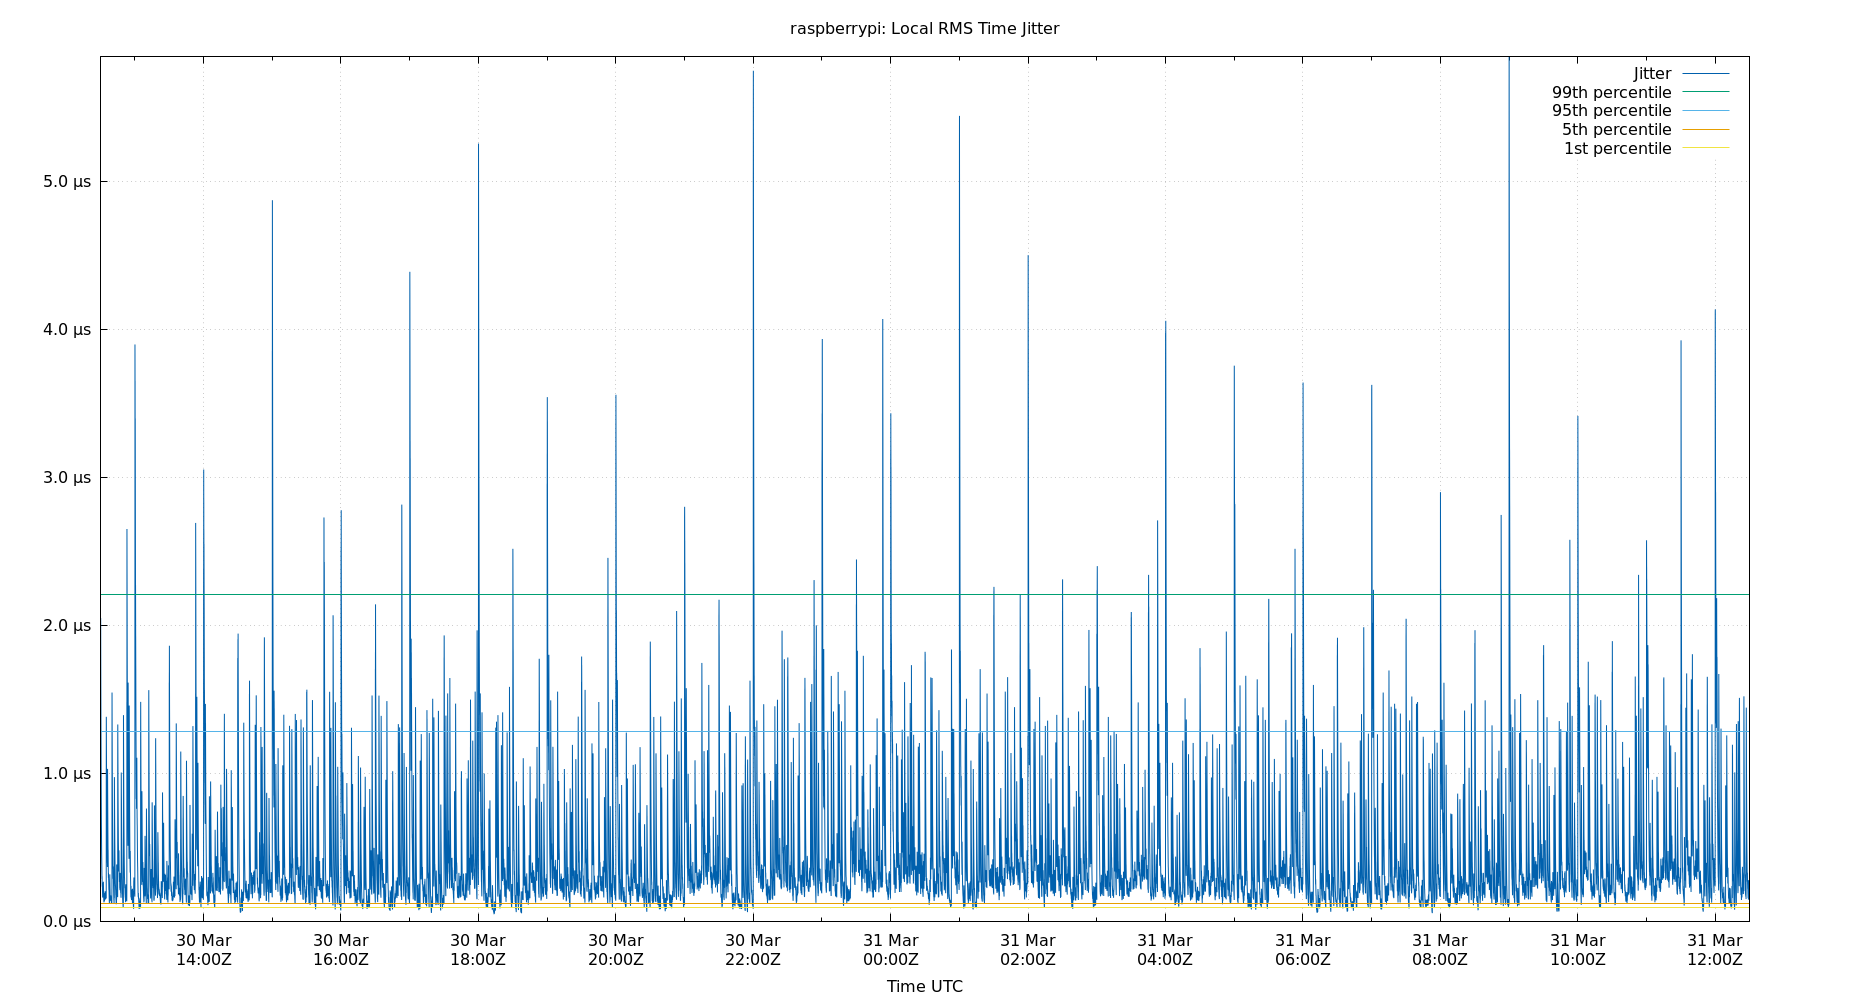 raspberrypi: Local RMS Time Jitter
Jitter
99th percentile
95th percentile
5th percentile
1st percentile
5.0 µs
4.0 µs
3.0 µs
2.0 µs
1.0 µs
0.0 µs
30 Mar 30 Mar 30 Mar 30 Mar 30 Mar 31 Mar 31 Mar 31 Mar 31 Mar 31 Mar 31 Mar 31 Mar
14:00Z 16:00Z 18:00Z 20:00Z 22:00Z 00:00Z 02:00Z 04:00Z 06:00Z 08:00Z 10:00Z 12:00Z
Time UTC